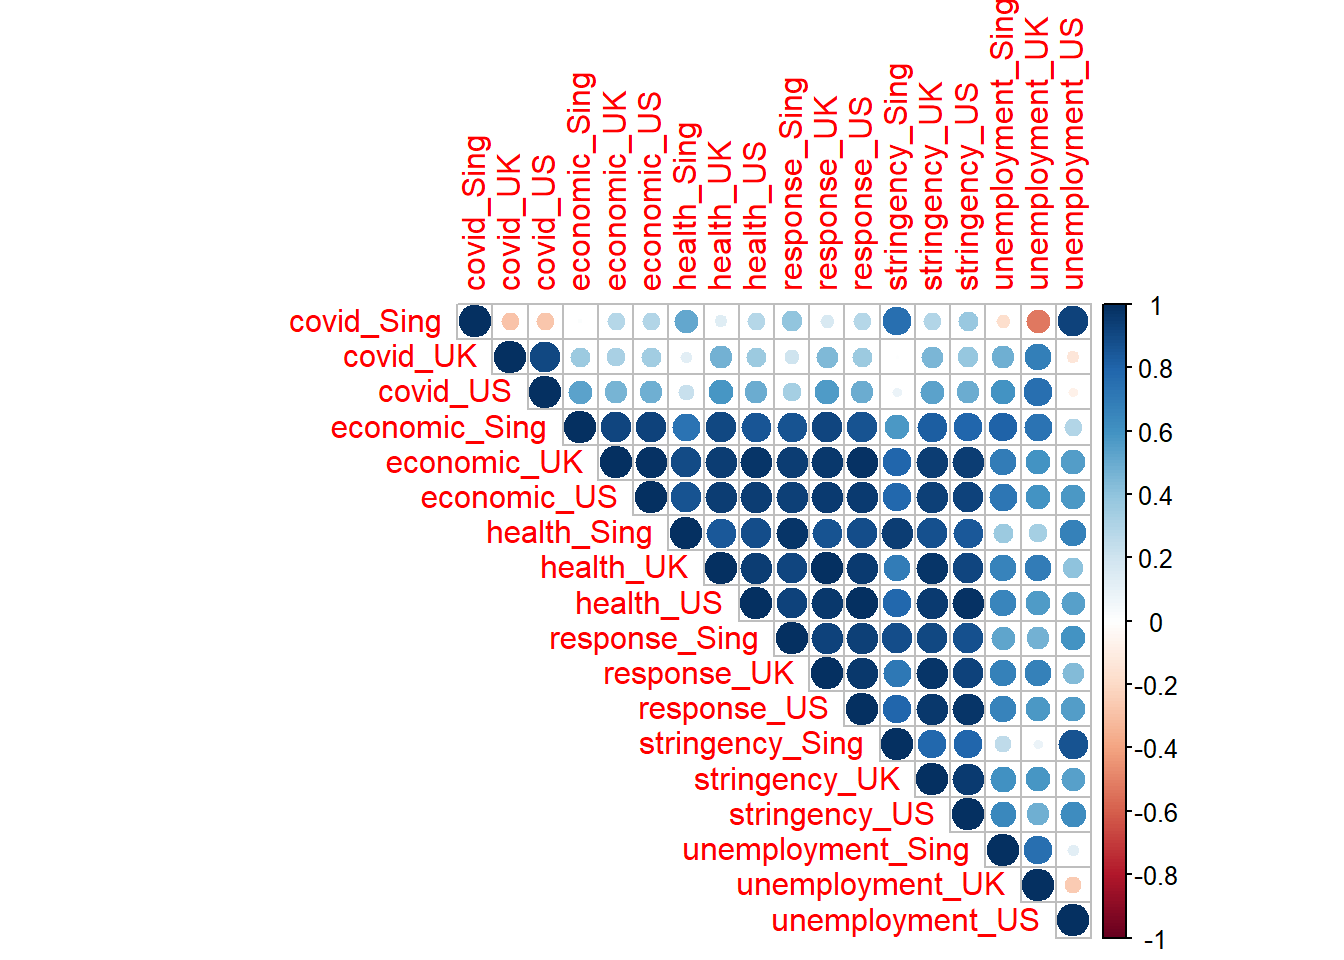 covid_Sing
covid_UK
covid_US
economic_Sing
economic_UK
economic_US
health_Sing
health_UK
health_US
response_Sing
response_UK
response_US
stringency_Sing
stringency_UK
stringency_US
unemployment_Sing
unemployment_UK
unemployment_US
covid_Sing
covid_UK
covid_US
economic_Sing
economic_UK
economic_US
health_Sing
health_UK
health_US
response_Sing
response_UK
response_US
stringency_Sing
stringency_UK
stringency_US
unemployment_Sing
unemployment_UK
unemployment_US
1
0.8
0.6
0.4
0.2
0
-0.2
-0.4
-0.6
-0.8
-1